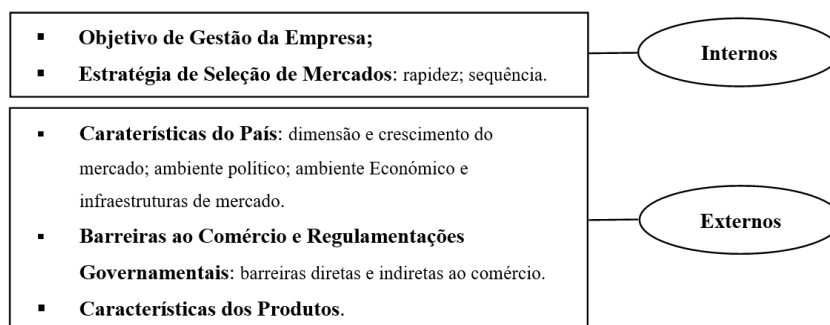 ▪ Objetivo de Gestão da Empresa;
▪ Estratégia de Seleção de Mercados: rapidez; sequência.
Internos
▪ Caraterísticas do País: dimensão e crescimento do
mercado; ambiente político; ambiente Económico e
infraestruturas de mercado.
▪ Barreiras ao Comércio e Regulamentações
Governamentais: barreiras diretas e indiretas ao comércio.
▪ Características dos Produtos.
Externos